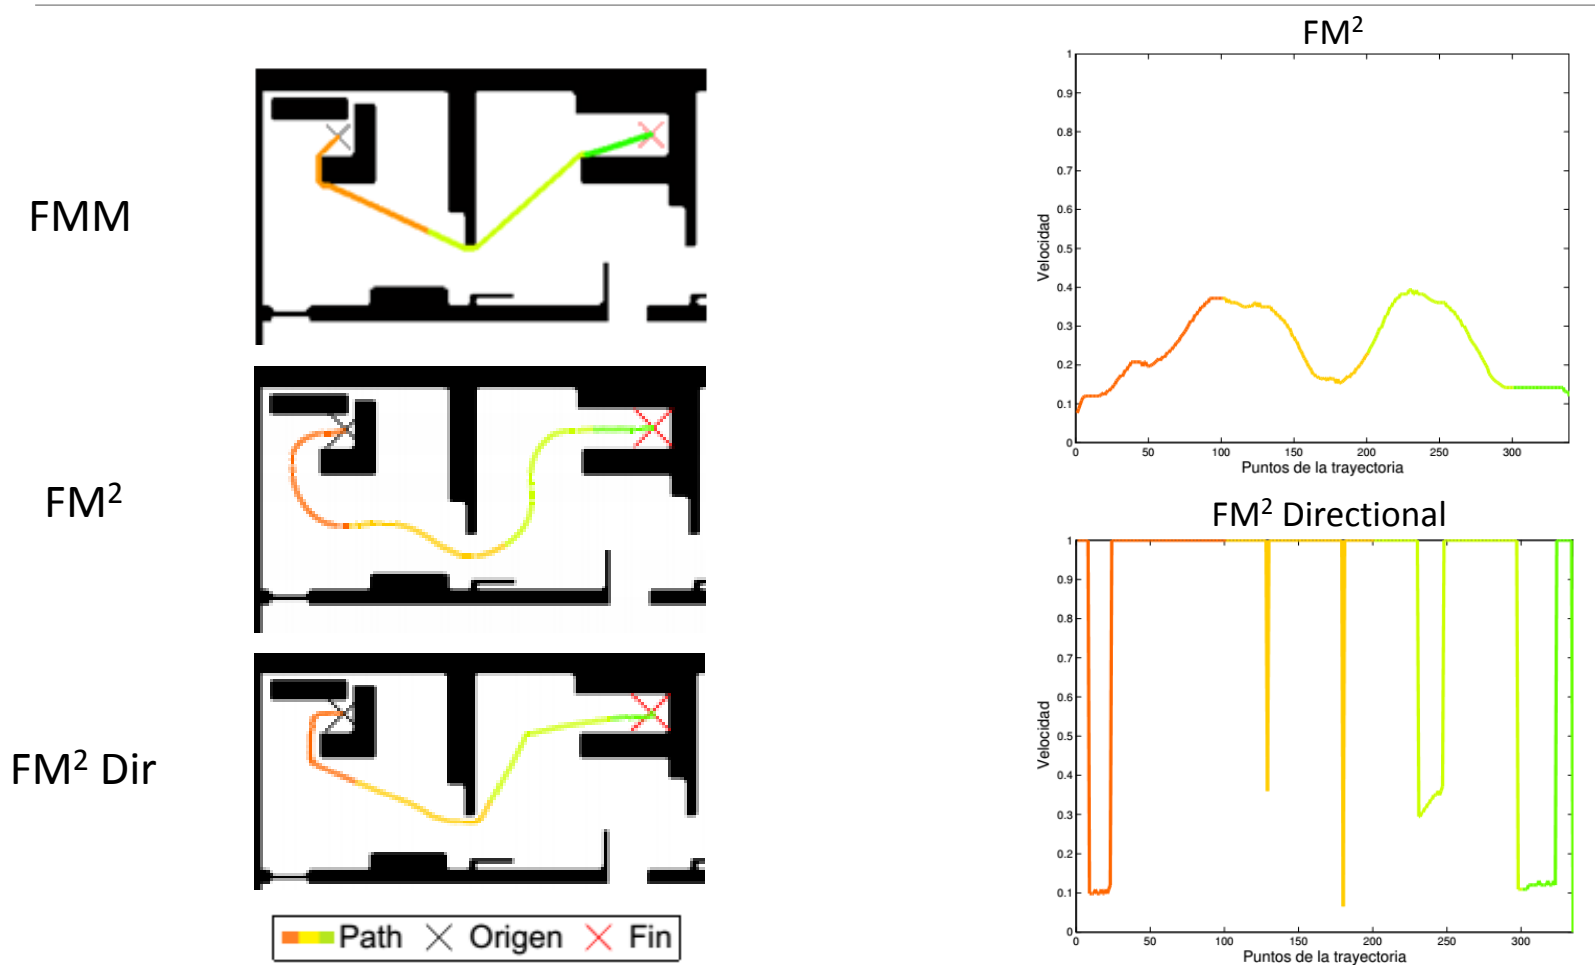 FMM
FM²
FM² Dir
Path Origen Fin
FM²
1
0.9
0.8
0.7
0.6
0.5
0.4
0.3
0.2
0.1
0
Velocidad
0 50 100 150 200 250 300
Puntos de la trayectoria
FM² Directional
1
0.9
0.8
0.7
0.6
0.5
0.4
0.3
0.2
0.1
0
Velocidad
0 50 100 150 200 250 300
Puntos de la trayectoria